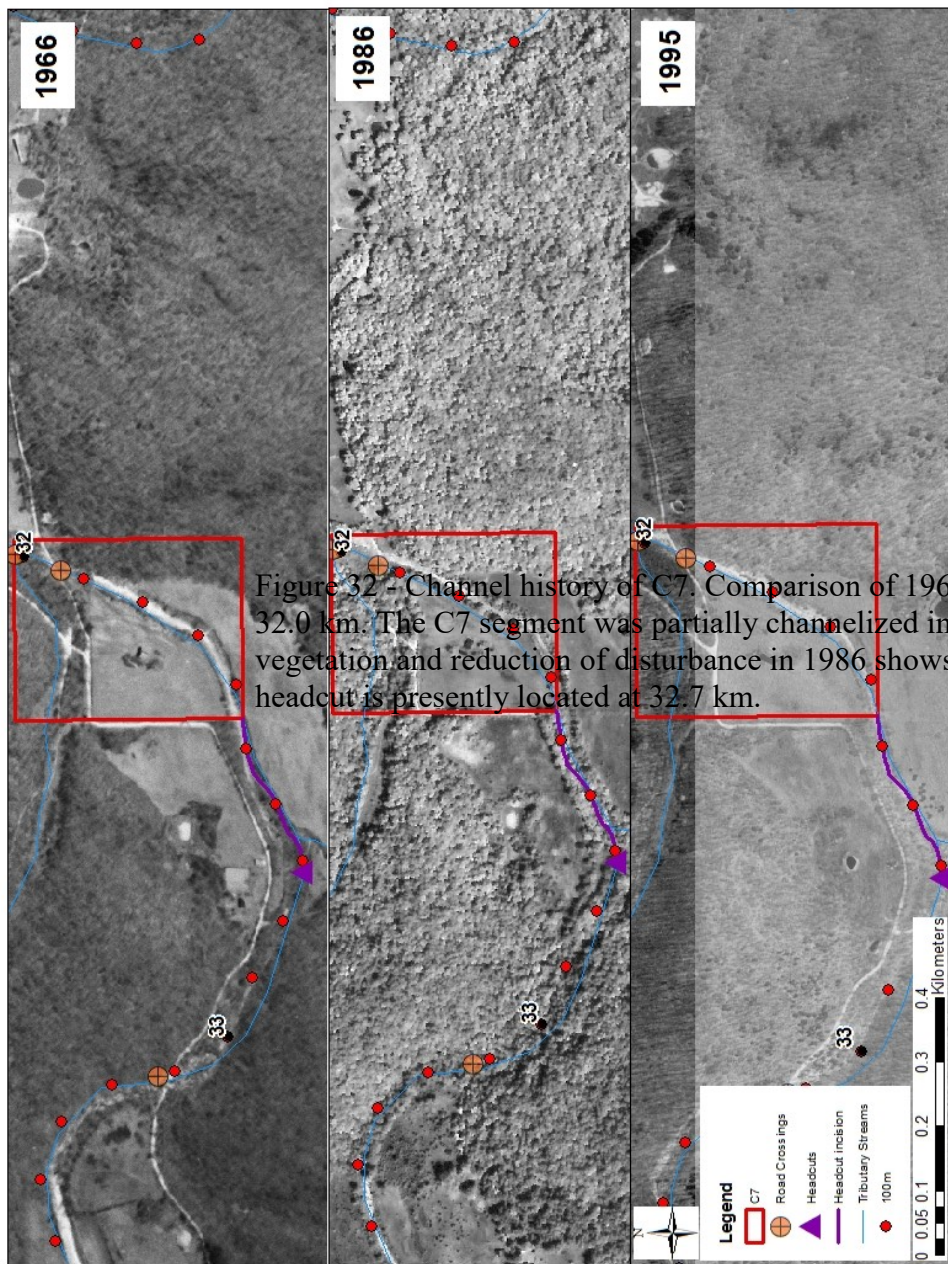 1966
1986
1995
32
32
32
33
33
33
Figure 32 - Channel history of C7. Comparison of 196
32.0 km. The C7 segment was partially channelized in
vegetation and reduction of disturbance in 1986 shows
headcut is presently located at 32.7 km.
N
Legend
C7
Road Crossings
Headcuts
Headcut incision
Tributary Streams
100m
0 0.05 0.1 0.2 0.3 0.4
Kilometers